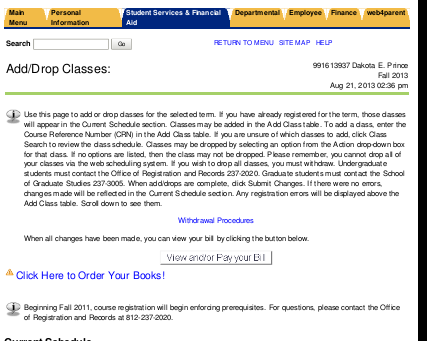 Main Menu
Personal Information
Student Services & Financial Aid
Departmental
Employee
Finance
web4parent
Search
Go
RETURN TO MENU SITE MAP HELP
Add/Drop Classes:
991613937 Dakota E. Prince
Fall 2013
Aug 21, 2013 02:36 pm
Use this page to add or drop classes for the selected term. If you have already registered for the term, those classes
will appear in the Current Schedule section. Classes may be added in the Add Class table. To add a class, enter the
Course Reference Number (CRN) in the Add Class table. If you are unsure of which classes to add, click Class
Search to review the class schedule. Classes may be dropped by selecting an option from the Action drop-down box
for that class. If no options are listed, then the class may not be dropped. Please remember, you cannot drop all of
your classes via the web scheduling system. If you wish to drop all classes, you must withdraw. Undergraduate
students must contact the Office of Registration and Records 237-2020. Graduate students must contact the School
of Graduate Studies 237-3005. When add/drops are complete, click Submit Changes. If there were no errors,
changes made will be reflected in the Current Schedule section. Any registration errors will be displayed above the
Add Class table. Scroll down to see them.
Withdrawal Procedures
When all changes have been made, you can view your bill by clicking the button below.
View and/or Pay your Bill
Click Here to Order Your Books!
Beginning Fall 2011, course registration will begin enforcing prerequisites. For questions, please contact the Office
of Registration and Records at 812-237-2020.
Current Schedule